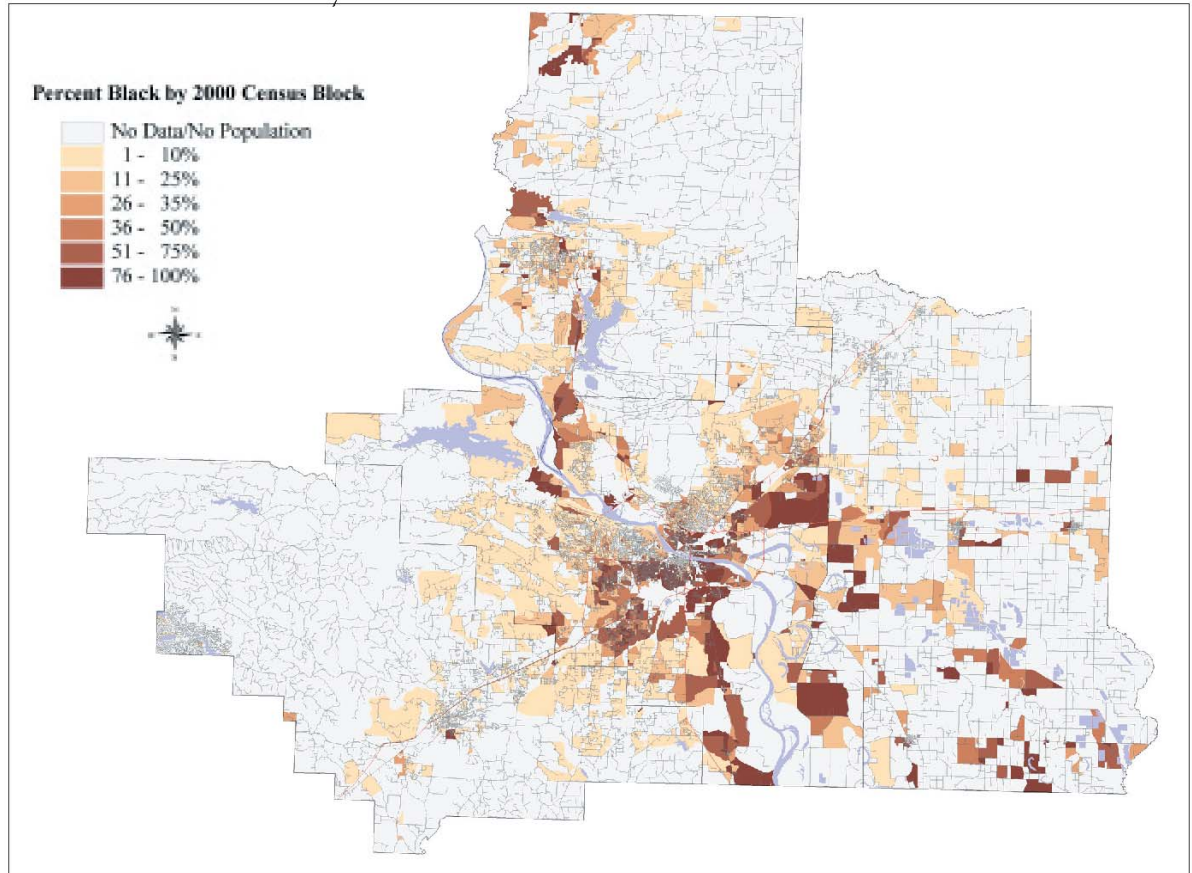 Percent Black by 2000 Census Block
No Data/No Population
1 - 10%
11 - 25%
26 - 35%
36 - 50%
51 - 75%
76 - 100%